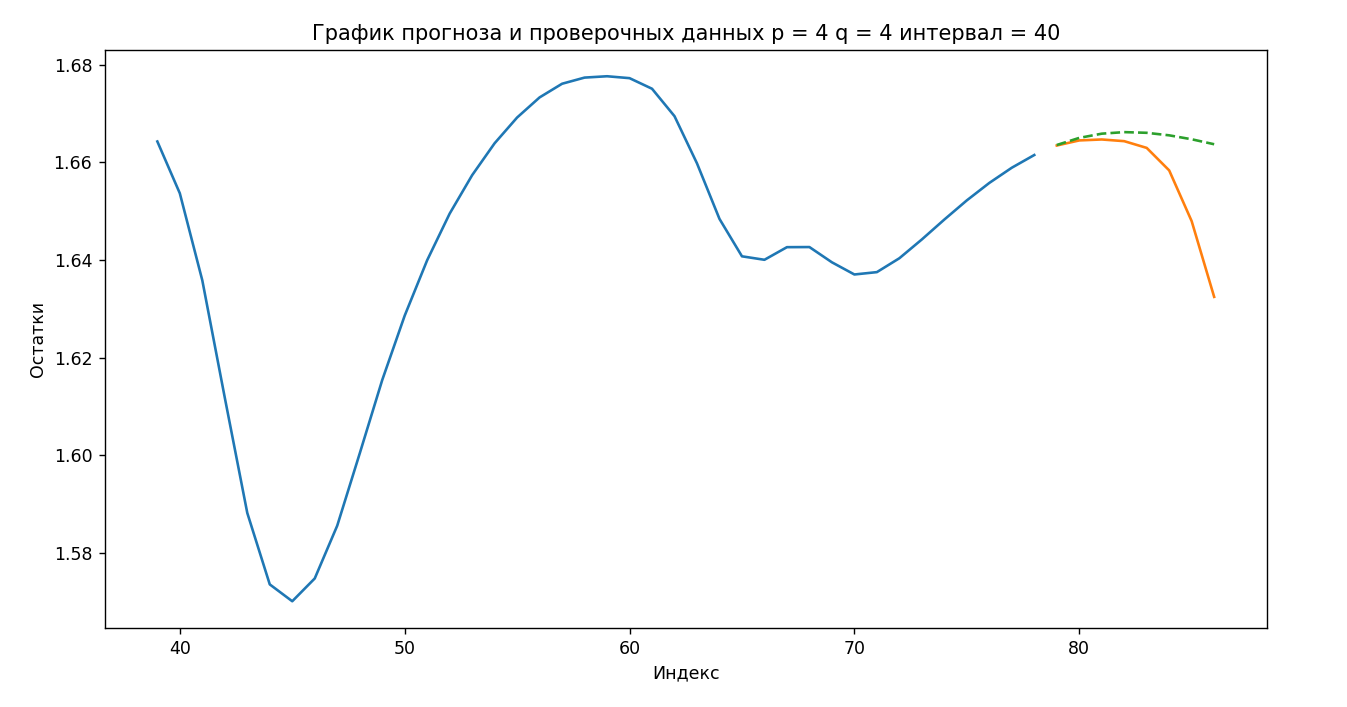 График прогноза и проверочных данных p = 4 q = 4 интервал = 40
1.68
1.66
1.64
1.62
1.60
1.58
Остатки
40 50 60 70 80
Индекс